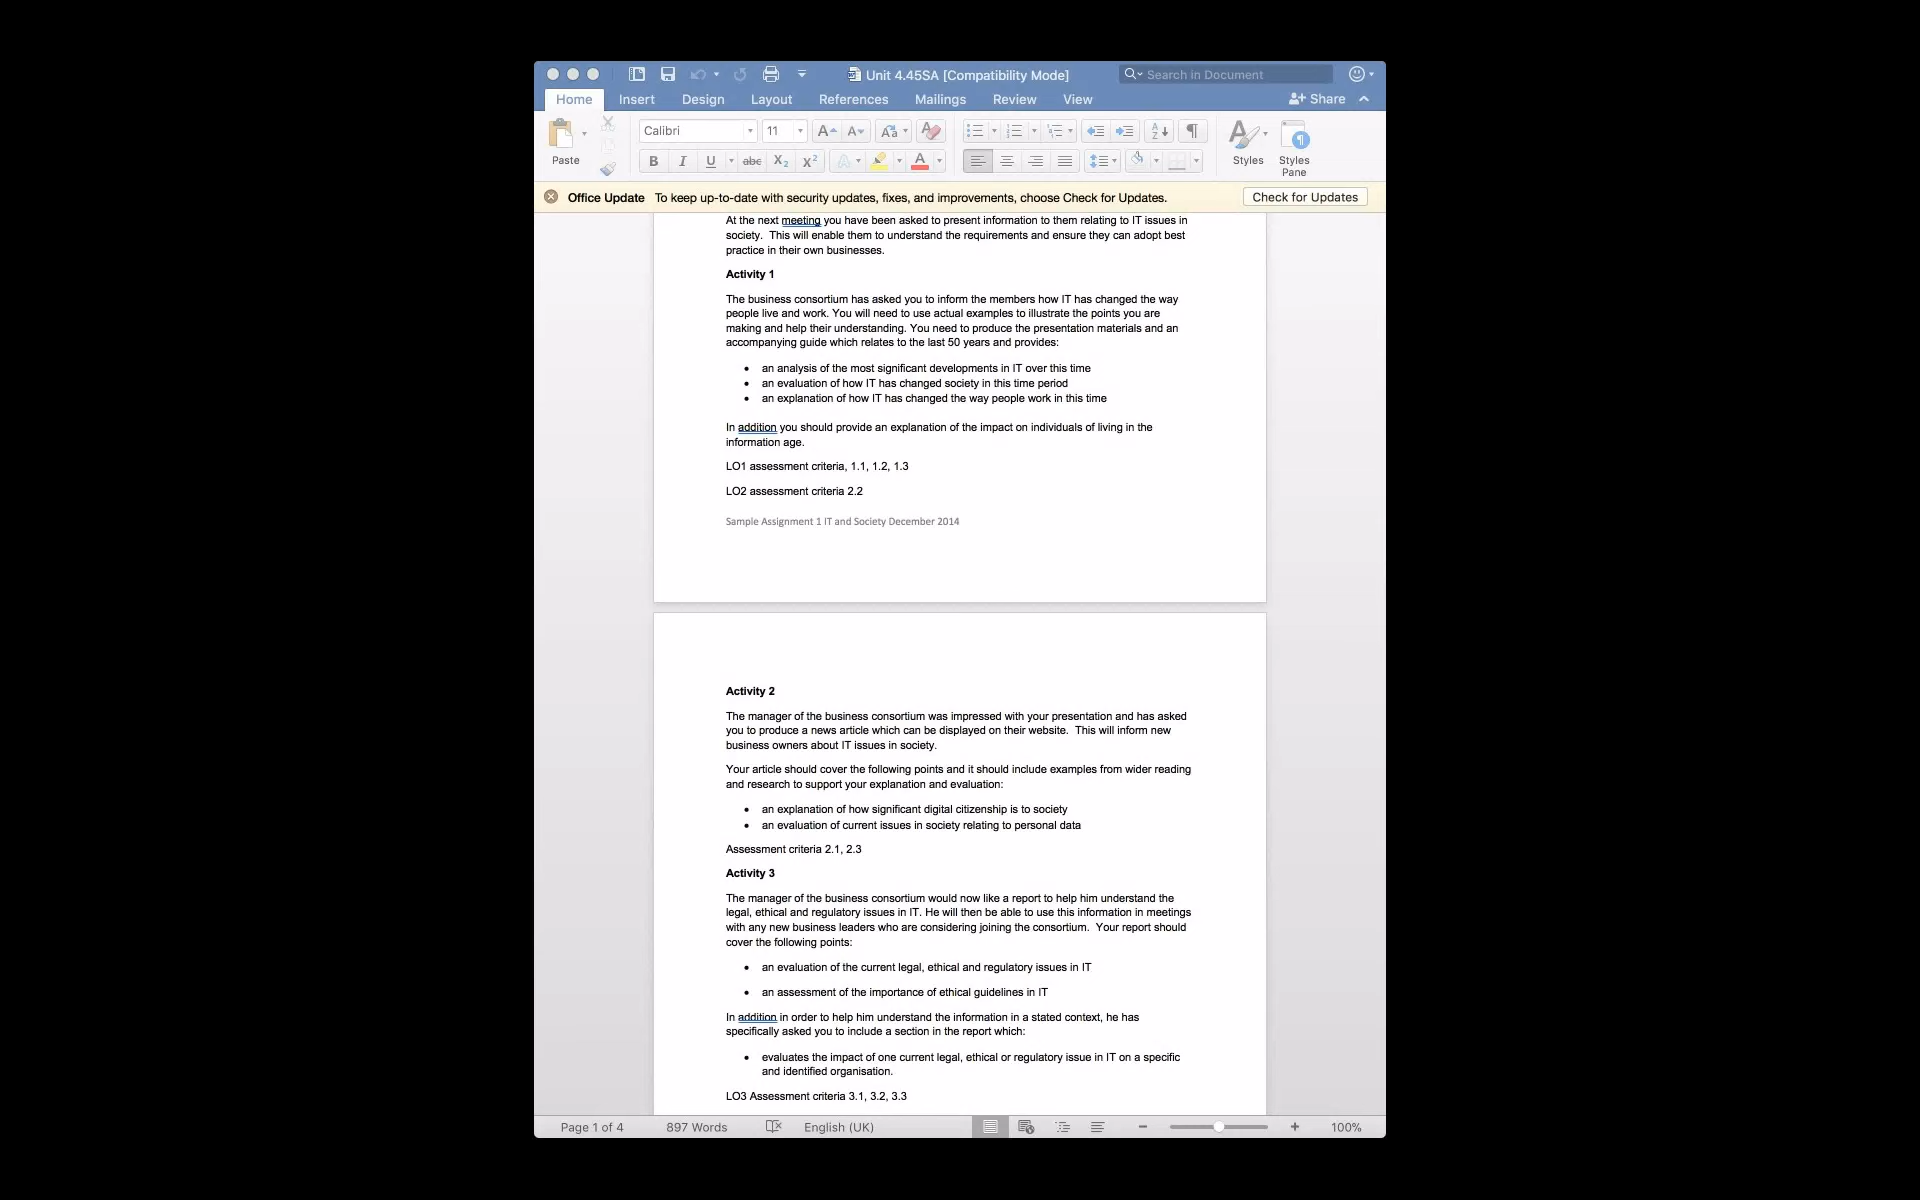 Unit 4.45SA [Compatibility Mode]
Search in Document
Home Insert Design Layout References Mailings Review View Share
Paste
Calibri 11
Styles
Styles Pane
Office Update To keep up-to-date with security updates, fixes, and improvements, choose Check for Updates. Check for Updates
At the next meeting you have been asked to present information to them relating to IT issues in
society. This will enable them to understand the requirements and ensure they can adopt best
practice in their own businesses.
Activity 1
The business consortium has asked you to inform the members how IT has changed the way
people live and work. You will need to use actual examples to illustrate the points you are
making and help their understanding. You need to produce the presentation materials and an
accompanying guide which relates to the last 50 years and provides:
• an analysis of the most significant developments in IT over this time
• an evaluation of how IT has changed society in this time period
• an explanation of how IT has changed the way people work in this time
In addition you should provide an explanation of the impact on individuals of living in the
information age.
LO1 assessment criteria, 1.1, 1.2, 1.3
LO2 assessment criteria 2.2
Sample Assignment 1 IT and Society December 2014
Activity 2
The manager of the business consortium was impressed with your presentation and has asked
you to produce a news article which can be displayed on their website. This will inform new
business owners about IT issues in society.
Your article should cover the following points and it should include examples from wider reading
and research to support your explanation and evaluation:
• an explanation of how significant digital citizenship is to society
• an evaluation of current issues in society relating to personal data
Assessment criteria 2.1, 2.3
Activity 3
The manager of the business consortium would now like a report to help him understand the
legal, ethical and regulatory issues in IT. He will then be able to use this information in meetings
with any new business leaders who are considering joining the consortium. Your report should
cover the following points:
• an evaluation of the current legal, ethical and regulatory issues in IT
• an assessment of the importance of ethical guidelines in IT
In addition in order to help him understand the information in a stated context, he has
specifically asked you to include a section in the report which:
• evaluates the impact of one current legal, ethical or regulatory issue in IT on a specific
and identified organisation.
LO3 Assessment criteria 3.1, 3.2, 3.3
Page 1 of 4 897 Words English (UK) 100%